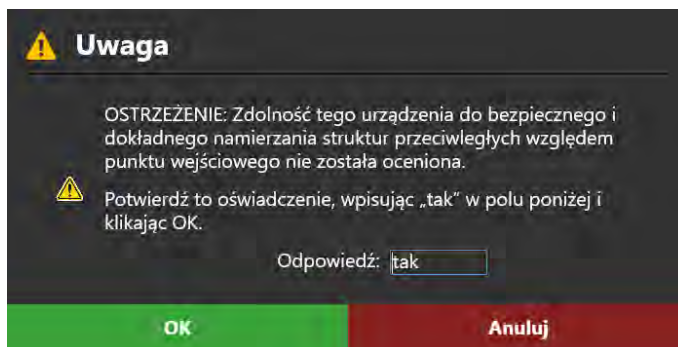 Uwaga
OSTRZEŻENIE: Zdolność tego urządzenia do bezpiecznego i
dokładnego namierzania struktur przeciwległych względem
punktu wejściowego nie została oceniona.
Potwierdź to oświadczenie, wpisując „tak” w polu poniżej i
klikając OK.
Odpowiedź: tak
OK Anuluj